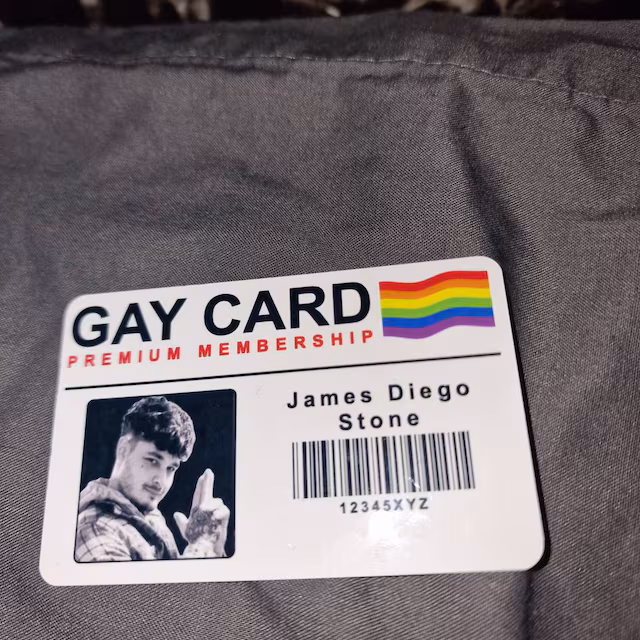 GAY CARD
PREMIUM MEMBERSHIP
James Diego
Stone
12345XYZ